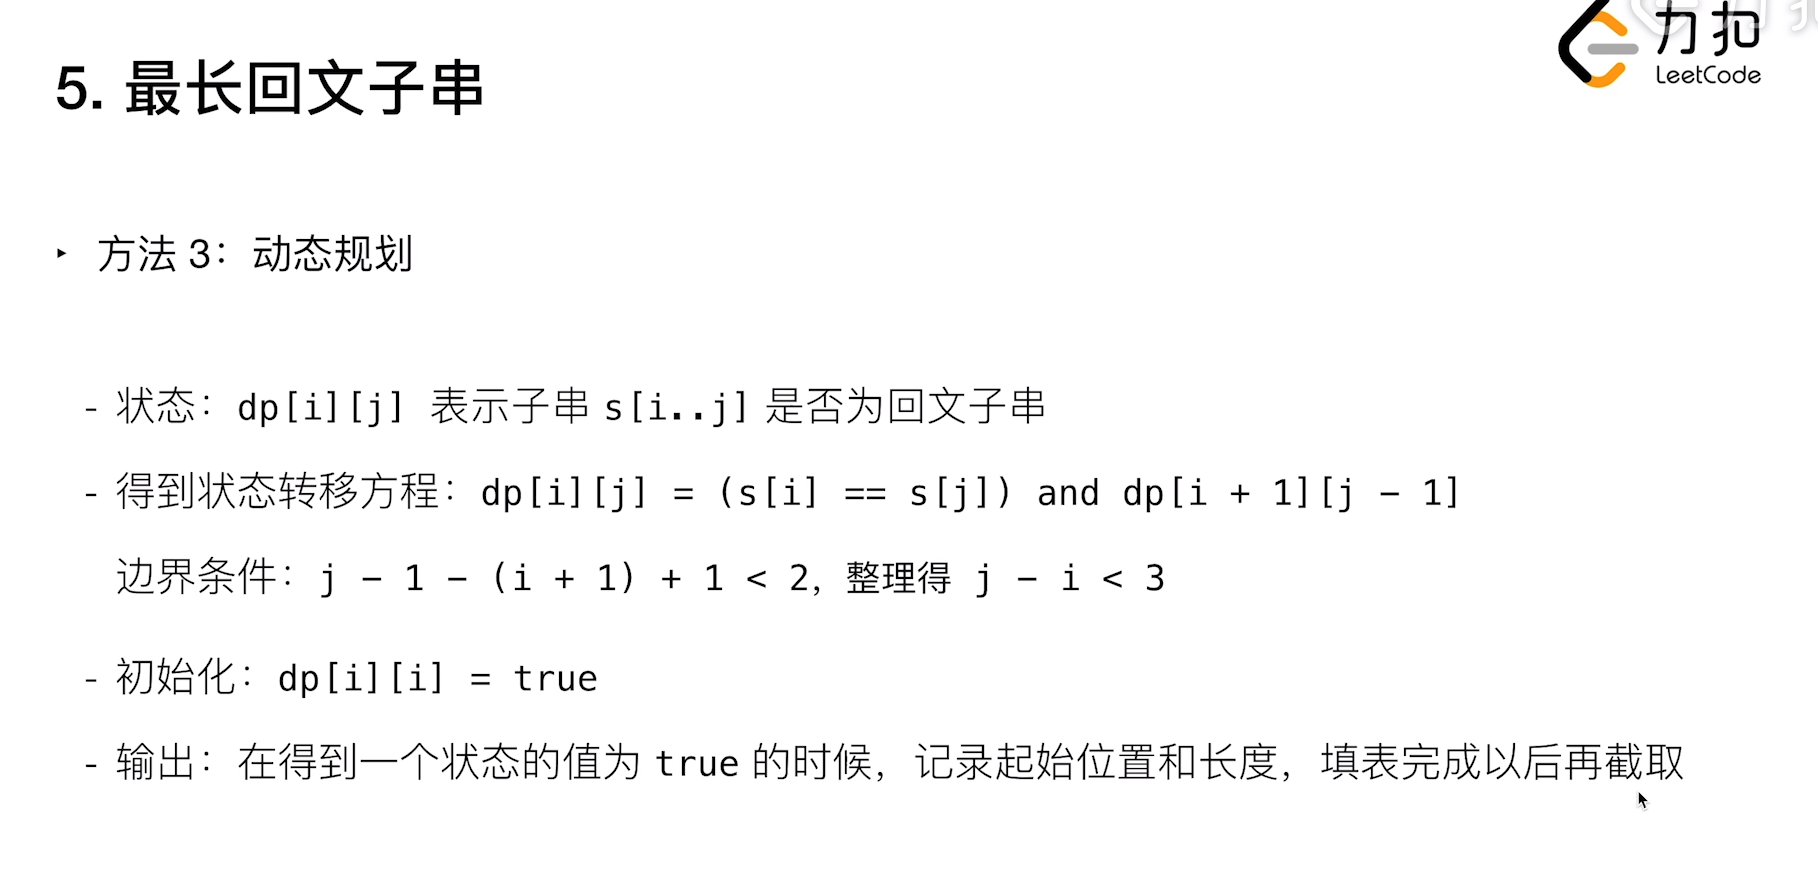 力扣
LeetCode
5. 最长回文子串
‣ 方法 3：动态规划
- 状态：dp[i][j] 表示子串 s[i..j] 是否为回文子串
- 得到状态转移方程：dp[i][j] = (s[i] == s[j]) and dp[i + 1][j − 1]
边界条件：j − 1 − (i + 1) + 1 < 2，整理得 j − i < 3
- 初始化：dp[i][i] = true
- 输出：在得到一个状态的值为 true 的时候，记录起始位置和长度，填表完成以后再截取